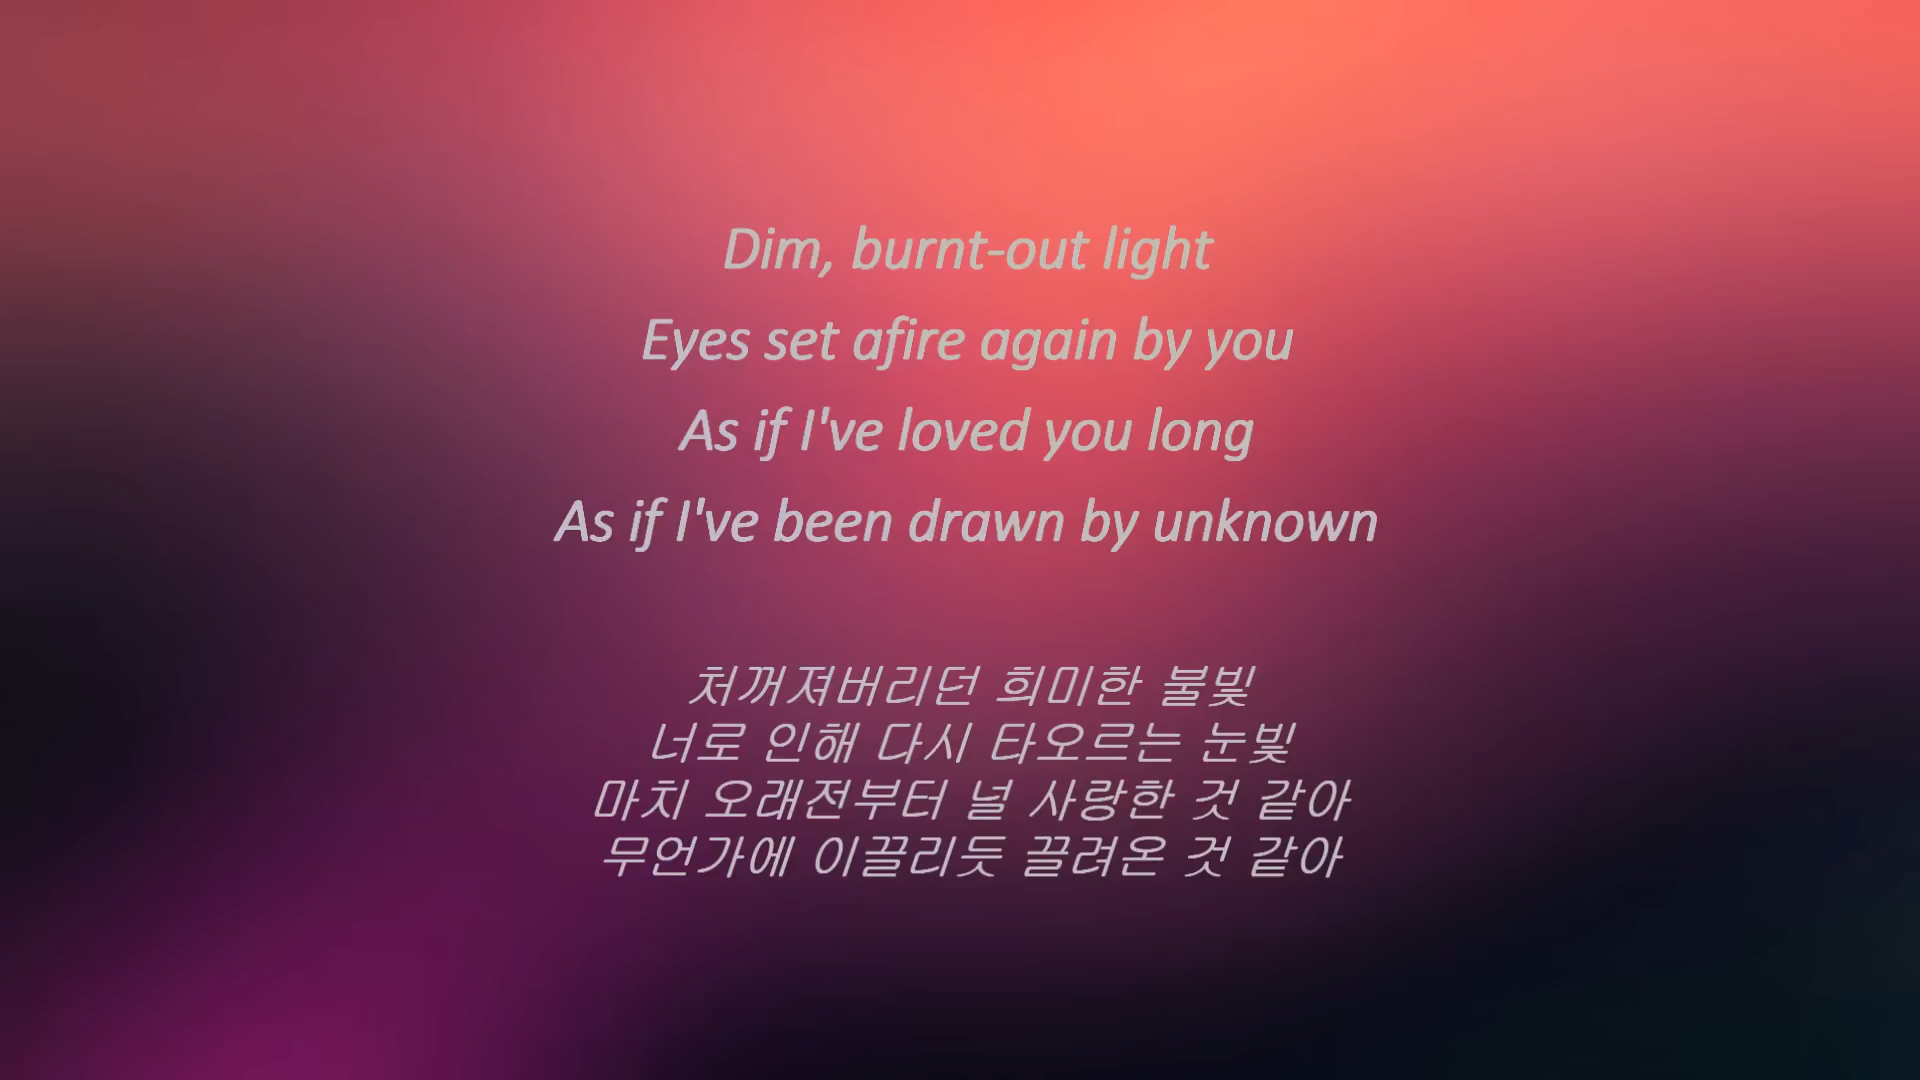 Dim, burnt-out light
Eyes set afire again by you
As if I've loved you long
As if I've been drawn by unknown
처꺼져버리던 희미한 불빛
너로 인해 다시 타오르는 눈빛
마치 오래전부터 널 사랑한 것 같아
무언가에 이끌리듯 끌려온 것 같아